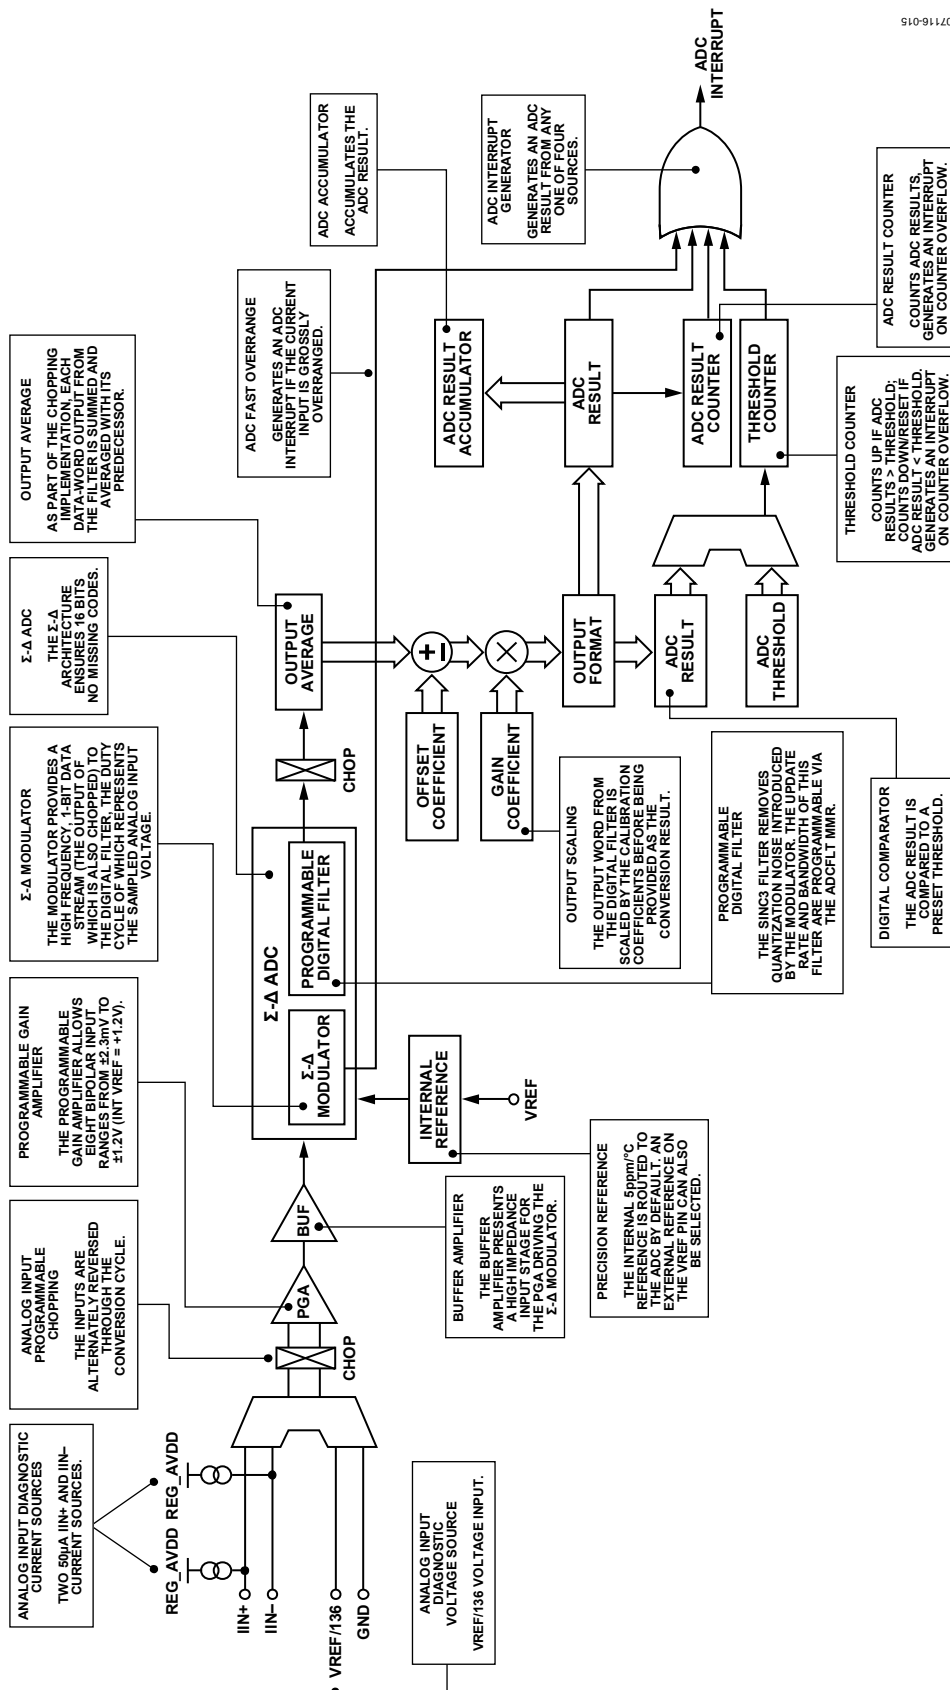 ANALOG INPUT DIAGNOSTIC
CURRENT SOURCES
TWO 50µA IIN+ AND IIN–
CURRENT SOURCES.
ANALOG INPUT
PROGRAMMABLE
CHOPPING
THE INPUTS ARE
ALTERNATELY REVERSED
THROUGH THE
CONVERSION CYCLE.
PROGRAMMABLE GAIN
AMPLIFIER
THE PROGRAMMABLE
GAIN AMPLIFIER ALLOWS
EIGHT BIPOLAR INPUT
RANGES FROM ±2.3mV TO
±1.2V (INT VREF = +1.2V).
Σ-Δ MODULATOR
THE MODULATOR PROVIDES A
HIGH FREQUENCY, 1-BIT DATA
STREAM (THE OUTPUT OF
WHICH IS ALSO CHOPPED) TO
THE DIGITAL FILTER, THE DUTY
CYCLE OF WHICH REPRESENTS
THE SAMPLED ANALOG INPUT
VOLTAGE.
Σ-Δ ADC
THE Σ-Δ
ARCHITECTURE
ENSURES 16 BITS
NO MISSING CODES.
OUTPUT AVERAGE
AS PART OF THE CHOPPING
IMPLEMENTATION, EACH
DATA-WORD OUTPUT FROM
THE FILTER IS SUMMED AND
AVERAGED WITH ITS
PREDECESSOR.
ADC FAST OVERRANGE
GENERATES AN ADC
INTERRUPT IF THE CURRENT
INPUT IS GROSSLY
OVERRANGED.
ADC ACCUMULATOR
ACCUMULATES THE
ADC RESULT.
ADC INTERRUPT
GENERATOR
GENERATES AN ADC
RESULT FROM ANY
ONE OF FOUR
SOURCES.
REG_AVDD
REG_AVDD
IIN+
IIN–
VREF/136
GND
CHOP
PGA
BUF
Σ-Δ ADC
Σ-Δ
MODULATOR
PROGRAMMABLE
DIGITAL FILTER
CHOP
OUTPUT
AVERAGE
INTERNAL
REFERENCE
VREF
OFFSET
COEFFICIENT
GAIN
COEFFICIENT
OUTPUT
FORMAT
ADC
RESULT
ADC
THRESHOLD
ADC RESULT
ACCUMULATOR
ADC
RESULT
ADC RESULT
COUNTER
THRESHOLD
COUNTER
ADC
INTERRUPT
ANALOG INPUT
DIAGNOSTIC
VOLTAGE SOURCE
VREF/136 VOLTAGE INPUT.
BUFFER AMPLIFIER
THE BUFFER
AMPLIFIER PRESENTS
A HIGH IMPEDANCE
INPUT STAGE FOR
THE PGA DRIVING THE
Σ-Δ MODULATOR.
PRECISION REFERENCE
THE INTERNAL 5ppm/°C
REFERENCE IS ROUTED TO
THE ADC BY DEFAULT. AN
EXTERNAL REFERENCE ON
THE VREF PIN CAN ALSO
BE SELECTED.
OUTPUT SCALING
THE OUTPUT WORD FROM
THE DIGITAL FILTER IS
SCALED BY THE CALIBRATION
COEFFICIENTS BEFORE BEING
PROVIDED AS THE
CONVERSION RESULT.
PROGRAMMABLE
DIGITAL FILTER
THE SINC3 FILTER REMOVES
QUANTIZATION NOISE INTRODUCED
BY THE MODULATOR. THE UPDATE
RATE AND BANDWIDTH OF THIS
FILTER ARE PROGRAMMABLE VIA
THE ADCFLT MMR.
DIGITAL COMPARATOR
THE ADC RESULT IS
COMPARED TO A
PRESET THRESHOLD.
THRESHOLD COUNTER
COUNTS UP IF ADC
RESULTS > THRESHOLD;
COUNTS DOWN/RESET IF
ADC RESULT < THRESHOLD.
GENERATES AN INTERRUPT
ON COUNTER OVERFLOW.
ADC RESULT COUNTER
COUNTS ADC RESULTS,
GENERATES AN INTERRUPT
ON COUNTER OVERFLOW.
07116-015